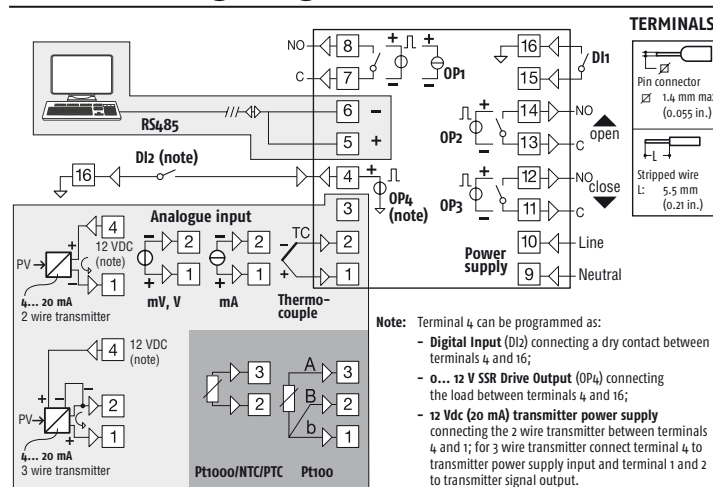 TERMINALS
NO
8
C
7
OP1
16
15
DI1
Pin connector
1.4 mm max
(0.055 in.)
RS485
6 –
5 +
OP2
14
NO
13
C
open
DI2 (note)
16
4
OP4
(note)
OP3
12
NO
11
C
close
Stripped wire
L: 5.5 mm
(0.21 in.)
L
3
Analogue input
4
12 VDC
(note)
PV
1
4... 20 mA
2 wire transmitter
2
1
mV, V
2
1
mA
TC
2
1
Thermo-
couple
Power
supply
10
Line
9
Neutral
4
12 VDC
(note)
PV
2
1
4... 20 mA
3 wire transmitter
3
2
Pt1000/NTC/PTC
A
3
B
2
b
1
Pt100
Note: Terminal 4 can be programmed as:
– Digital Input (DI2) connecting a dry contact between
terminals 4 and 16;
– 0... 12 V SSR Drive Output (OP4) connecting
the load between terminals 4 and 16;
– 12 Vdc (20 mA) transmitter power supply
connecting the 2 wire transmitter between terminals
4 and 1; for 3 wire transmitter connect terminal 4 to
transmitter power supply input and terminal 1 and 2
to transmitter signal output.